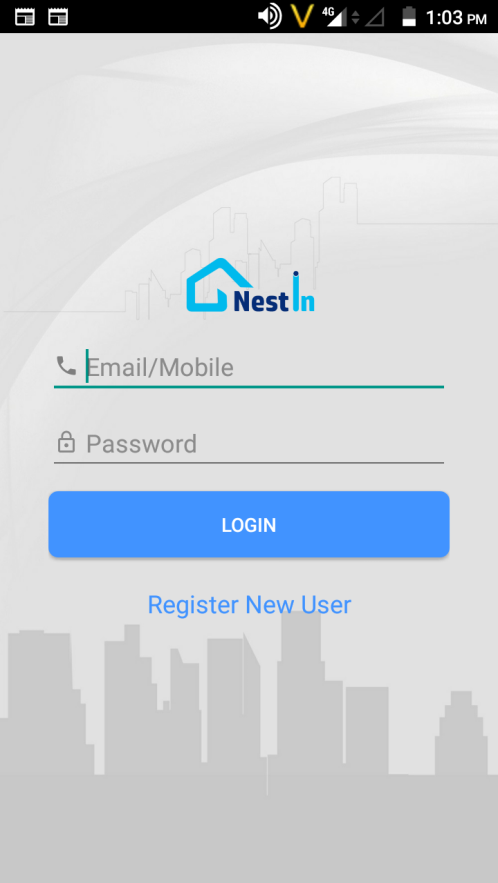 4G 1:03 PM
Nest In
Email/Mobile
Password
LOGIN
Register New User